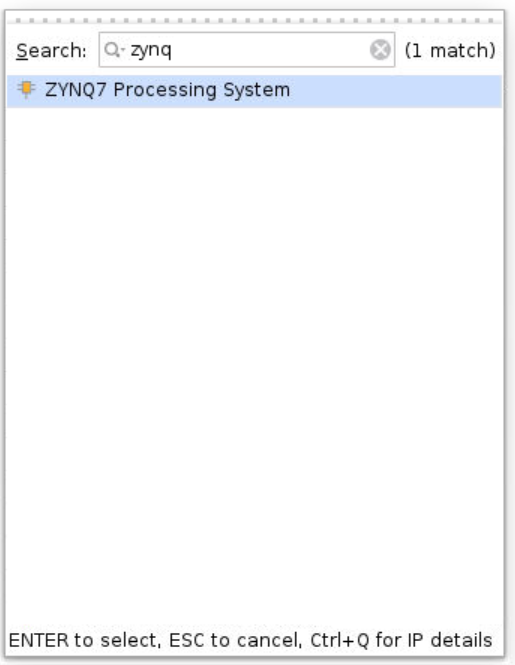 Search: zynq (1 match)
ZYNQ7 Processing System
ENTER to select, ESC to cancel, Ctrl+Q for IP details